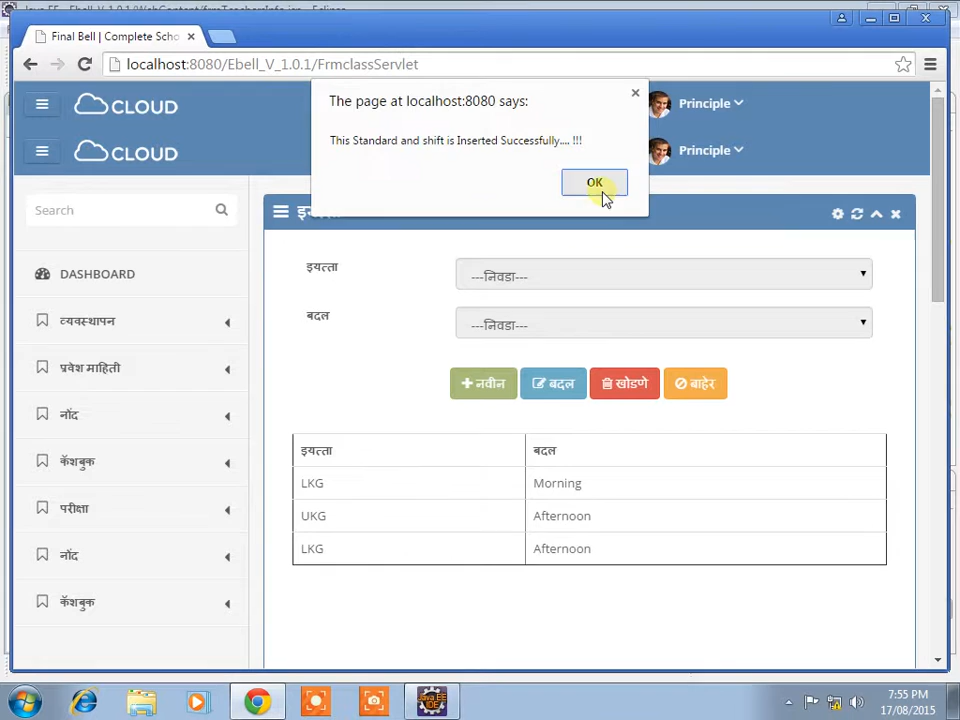 Final Bell | Complete Scho
localhost:8080/Ebell_V_1.0.1/FrmclassServlet
The page at localhost:8080 says:
This Standard and shift is Inserted Successfully.... !!!
OK
CLOUD
Principle
CLOUD
Principle
Search
DASHBOARD
व्यवस्थापन
प्रवेश माहिती
नोंद
कॅशबुक
परीक्षा
नोंद
कॅशबुक
इयत्ता
---निवडा---
बदल
---निवडा---
नवीन
बदल
खोडणे
बाहेर
इयत्ता
बदल
LKG
Morning
UKG
Afternoon
LKG
Afternoon
Java EE
IDE
7:55 PM
17/08/2015